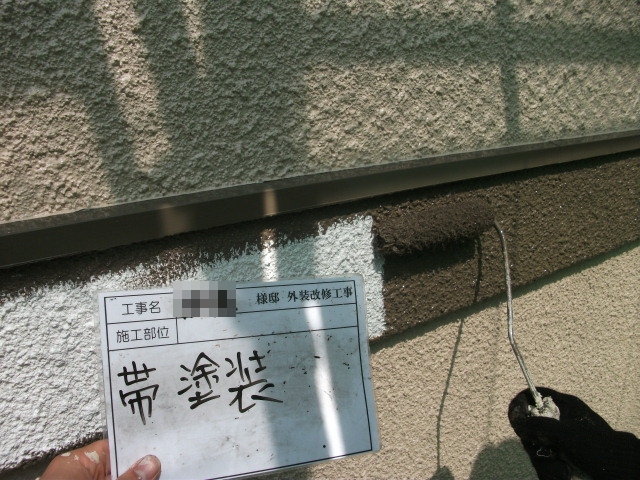 工事名 様邸 外装改修工事
施工部位
帯塗装